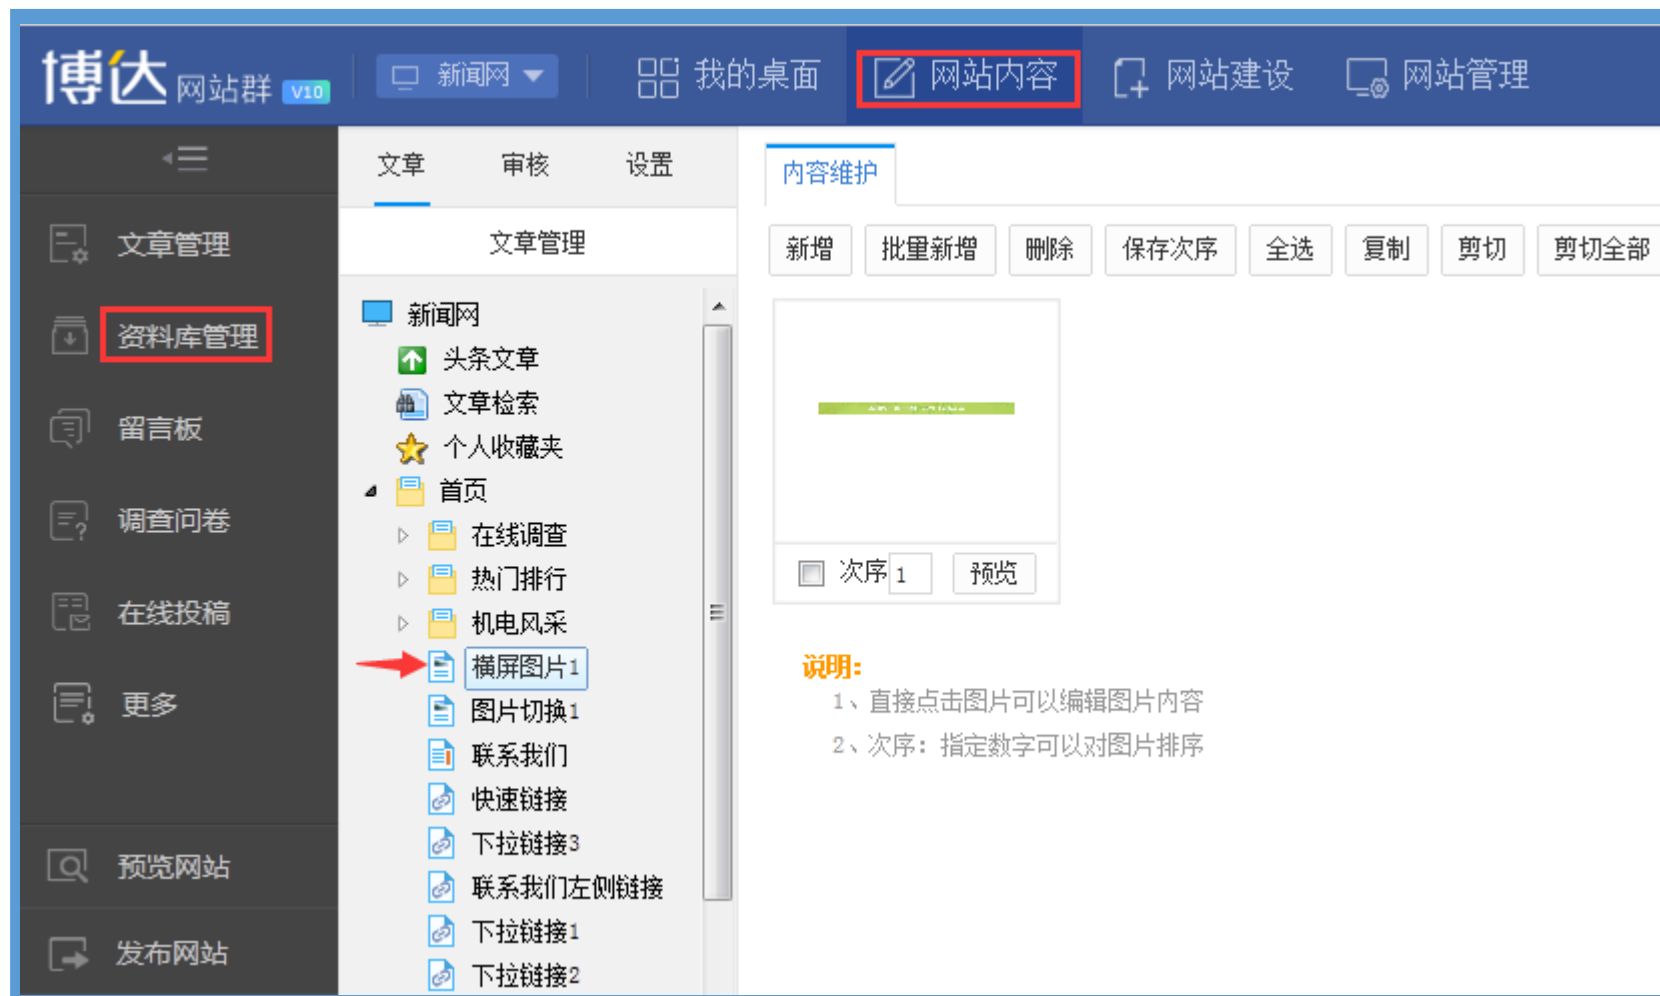 博达 网站群 V10 新闻网 我的桌面 网站内容 网站建设 网站管理
文章管理
资料库管理
留言板
调查问卷
在线投稿
更多
预览网站
发布网站
文章 审核 设置
文章管理
新闻网
头条文章
文章检索
个人收藏夹
首页
在线调查
热门排行
机电风采
横屏图片1
图片切换1
联系我们
快速链接
下拉链接3
联系我们左侧链接
下拉链接1
下拉链接2
内容维护
新增 批里新增 删除 保存次序 全选 复制 剪切 剪切全部
次序 1 预览
说明:
1、直接点击图片可以编辑图片内容
2、次序: 指定数字可以对图片排序